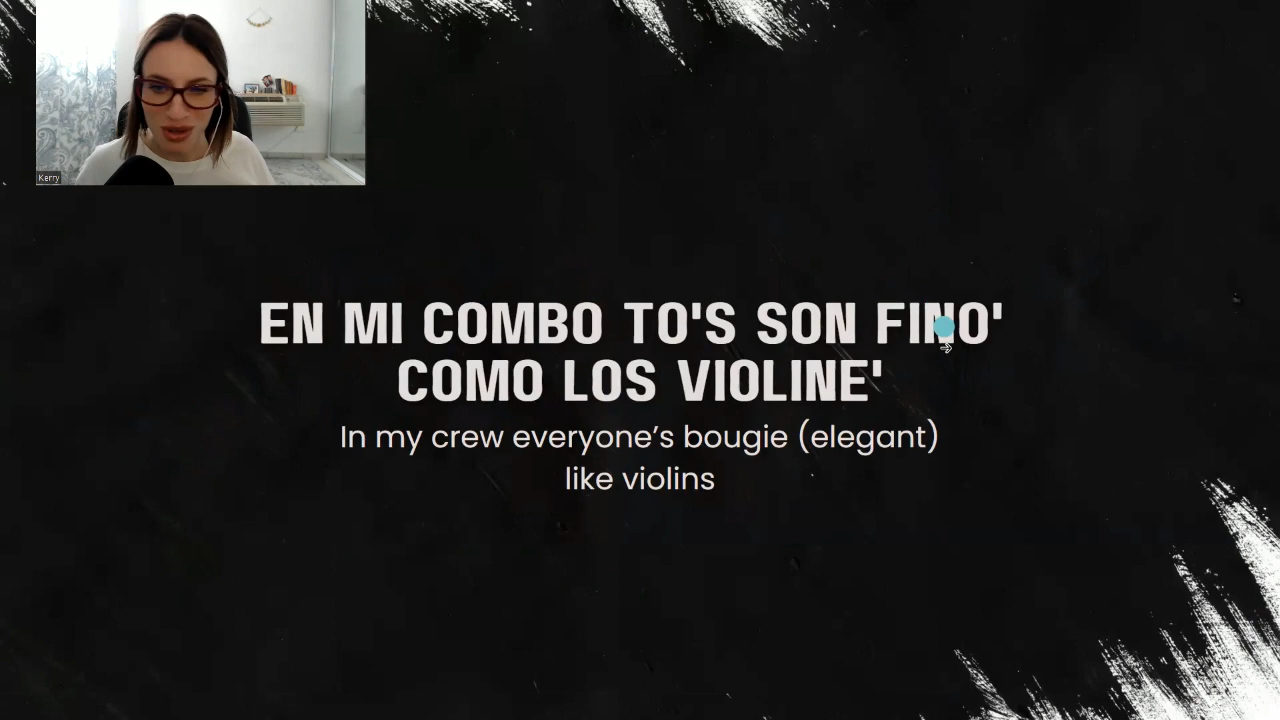 Kerry
EN MI COMBO TO'S SON FINO'
COMO LOS VIOLINE'
In my crew everyone’s bougie (elegant)
like violins